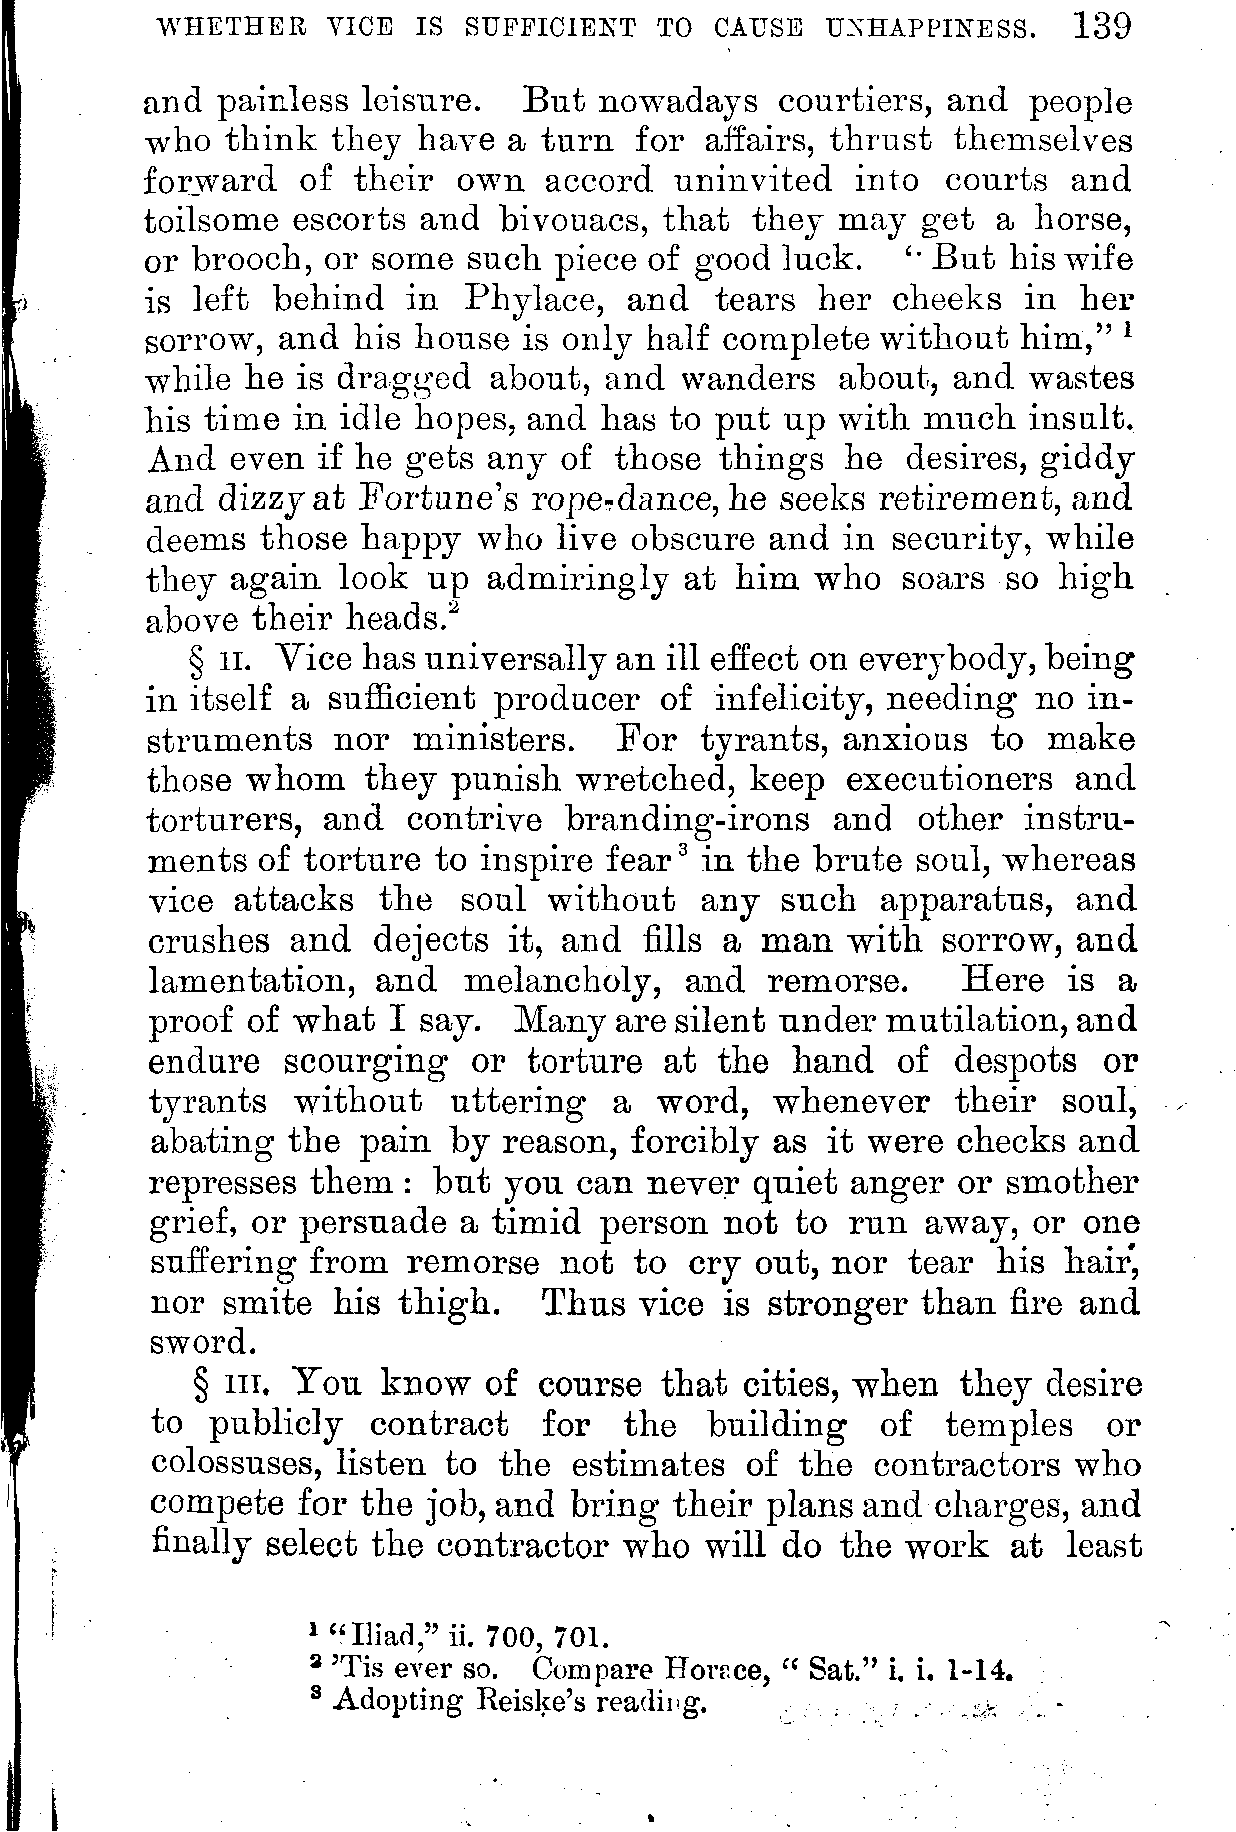 WHETHER VICE IS SUFFICIENT TO CAUSE UNHAPPINESS. 139
and painless leisure. But nowadays courtiers, and people
who think they have a turn for affairs, thrust themselves
forward of their own accord uninvited into courts and
toilsome escorts and bivouacs, that they may get a horse,
or brooch, or some such piece of good luck. "But his wife
is left behind in Phylace, and tears her cheeks in her
sorrow, and his house is only half complete without him," ¹
while he is dragged about, and wanders about, and wastes
his time in idle hopes, and has to put up with much insult.
And even if he gets any of those things he desires, giddy
and dizzy at Fortune's rope-dance, he seeks retirement, and
deems those happy who live obscure and in security, while
they again look up admiringly at him who soars so high
above their heads.²
§ II. Vice has universally an ill effect on everybody, being
in itself a sufficient producer of infelicity, needing no in-
struments nor ministers. For tyrants, anxious to make
those whom they punish wretched, keep executioners and
torturers, and contrive branding-irons and other instru-
ments of torture to inspire fear ³ in the brute soul, whereas
vice attacks the soul without any such apparatus, and
crushes and dejects it, and fills a man with sorrow, and
lamentation, and melancholy, and remorse. Here is a
proof of what I say. Many are silent under mutilation, and
endure scourging or torture at the hand of despots or
tyrants without uttering a word, whenever their soul,
abating the pain by reason, forcibly as it were checks and
represses them : but you can never quiet anger or smother
grief, or persuade a timid person not to run away, or one
suffering from remorse not to cry out, nor tear his hair,
nor smite his thigh. Thus vice is stronger than fire and
sword.
§ III. You know of course that cities, when they desire
to publicly contract for the building of temples or
colossuses, listen to the estimates of the contractors who
compete for the job, and bring their plans and charges, and
finally select the contractor who will do the work at least
¹ "Iliad," ii. 700, 701.
² 'Tis ever so. Compare Horace, "Sat." i. i. 1-14.
³ Adopting Reiske's reading.